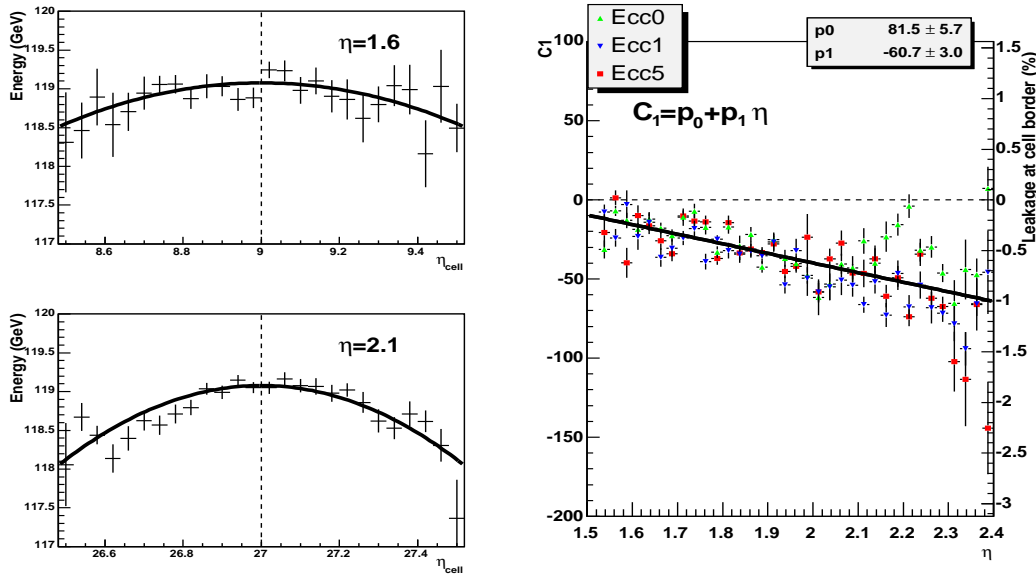 Energy (GeV)
120
119.5
119
118.5
118
117.5
117
η=1.6
8.6
8.8
9
9.2
9.4
η_cell
Energy (GeV)
120
119.5
119
118.5
118
117.5
117
η=2.1
26.6
26.8
27
27.2
27.4
η_cell
C1
100
50
0
-50
-100
-150
-200
Ecc0
Ecc1
Ecc5
p0 81.5 ± 5.7
p1 -60.7 ± 3.0
C₁=p₀+p₁ η
1.5
1
0.5
0
-0.5
-1
-1.5
-2
-2.5
-3
Leakage at cell border (%)
1.5 1.6 1.7 1.8 1.9 2 2.1 2.2 2.3 2.4
η